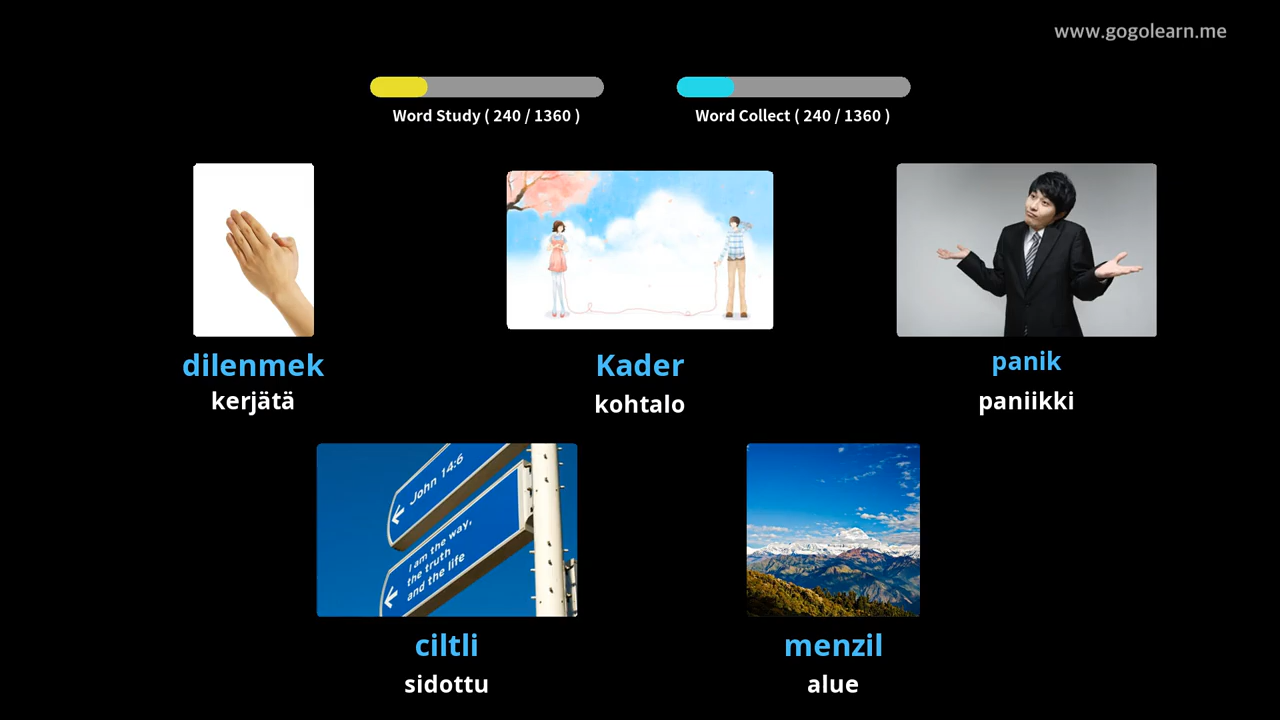 www.gogolearn.me
Word Study ( 240 / 1360 )
Word Collect ( 240 / 1360 )
dilenmek
kerjätä
Kader
kohtalo
panik
paniikki
John 14:6
I am the way,
the truth
and the life
ciltli
sidottu
menzil
alue